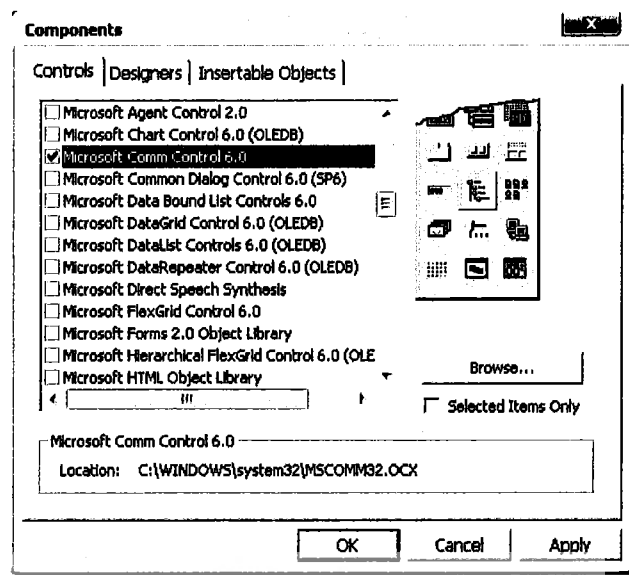 Components
Controls Designers Insertable Objects
Microsoft Agent Control 2.0
Microsoft Chart Control 6.0 (OLEDB)
Microsoft Comm Control 6.0
Microsoft Common Dialog Control 6.0 (SP6)
Microsoft Data Bound List Controls 6.0
Microsoft DataGrid Control 6.0 (OLEDB)
Microsoft DataList Controls 6.0 (OLEDB)
Microsoft DataRepeater Control 6.0 (OLEDB)
Microsoft Direct Speech Synthesis
Microsoft FlexGrid Control 6.0
Microsoft Forms 2.0 Object Library
Microsoft Hierarchical FlexGrid Control 6.0 (OLE
Microsoft HTML Object Library
Browse...
Selected Items Only
Microsoft Comm Control 6.0
Location: C:\WINDOWS\system32\MSCOMM32.OCX
OK Cancel Apply